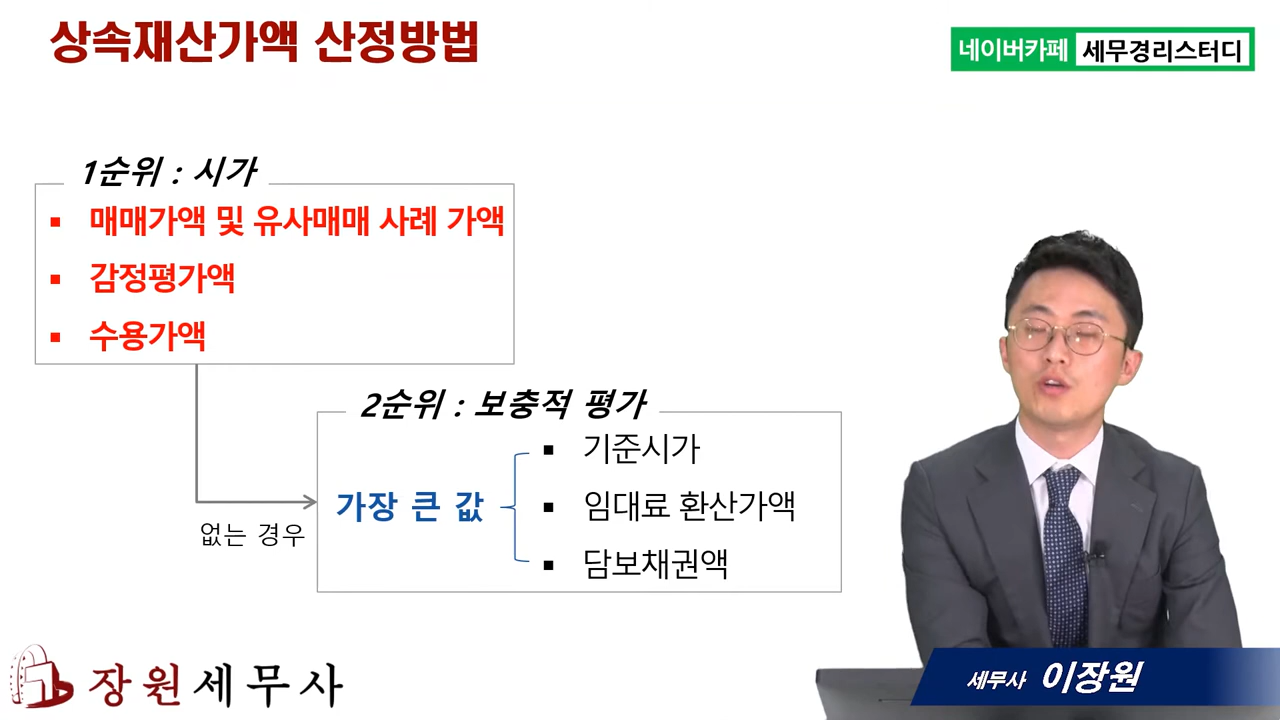 상속재산가액 산정방법
네이버카페 세무경리스터디
1순위 : 시가
▪ 매매가액 및 유사매매 사례 가액
▪ 감정평가액
▪ 수용가액
없는 경우
2순위 : 보충적 평가
가장 큰 값
▪ 기준시가
▪ 임대료 환산가액
▪ 담보채권액
장원세무사
세무사 이장원